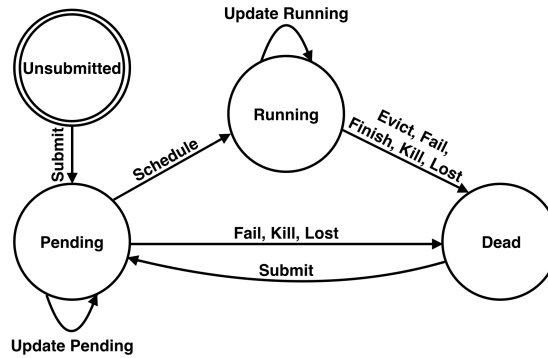 Update Running
Unsubmitted
Running
Evict, Fail,
Finish, Kill, Lost
Submit
Schedule
Pending
Fail, Kill, Lost
Dead
Submit
Update Pending